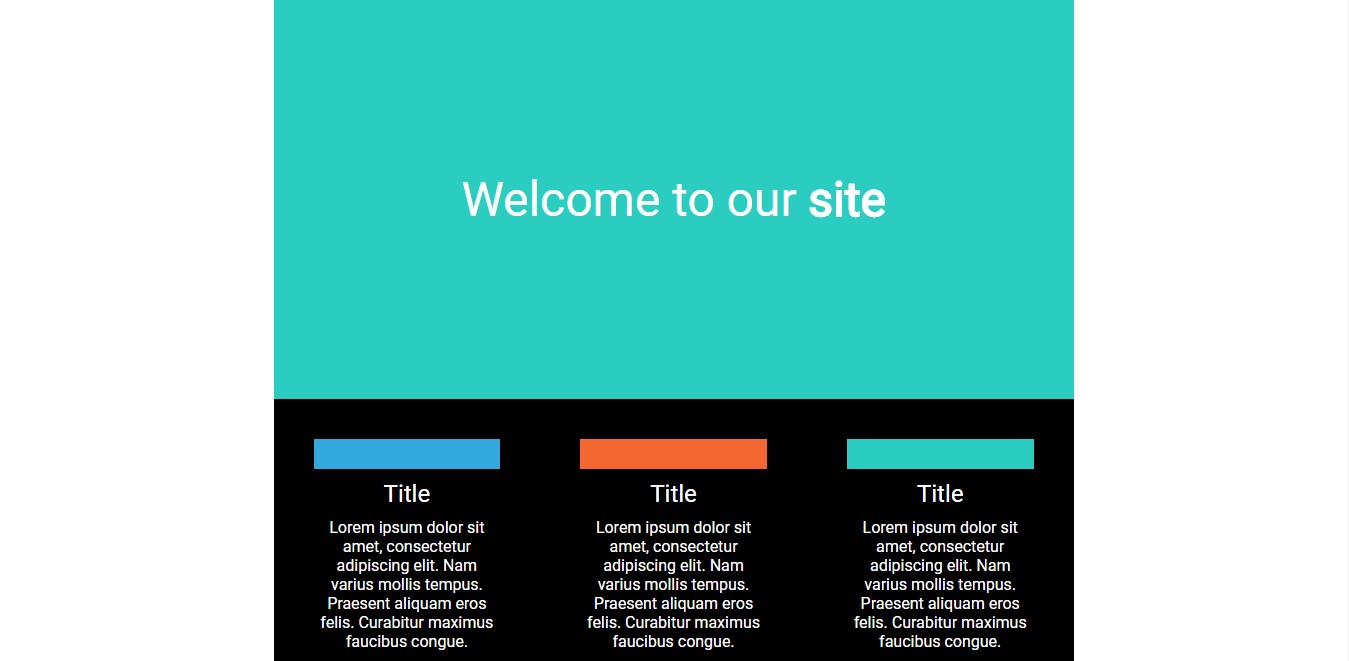 Welcome to our site
Title
Lorem ipsum dolor sit
amet, consectetur
adipiscing elit. Nam
varius mollis tempus.
Praesent aliquam eros
felis. Curabitur maximus
faucibus congue.
Title
Lorem ipsum dolor sit
amet, consectetur
adipiscing elit. Nam
varius mollis tempus.
Praesent aliquam eros
felis. Curabitur maximus
faucibus congue.
Title
Lorem ipsum dolor sit
amet, consectetur
adipiscing elit. Nam
varius mollis tempus.
Praesent aliquam eros
felis. Curabitur maximus
faucibus congue.